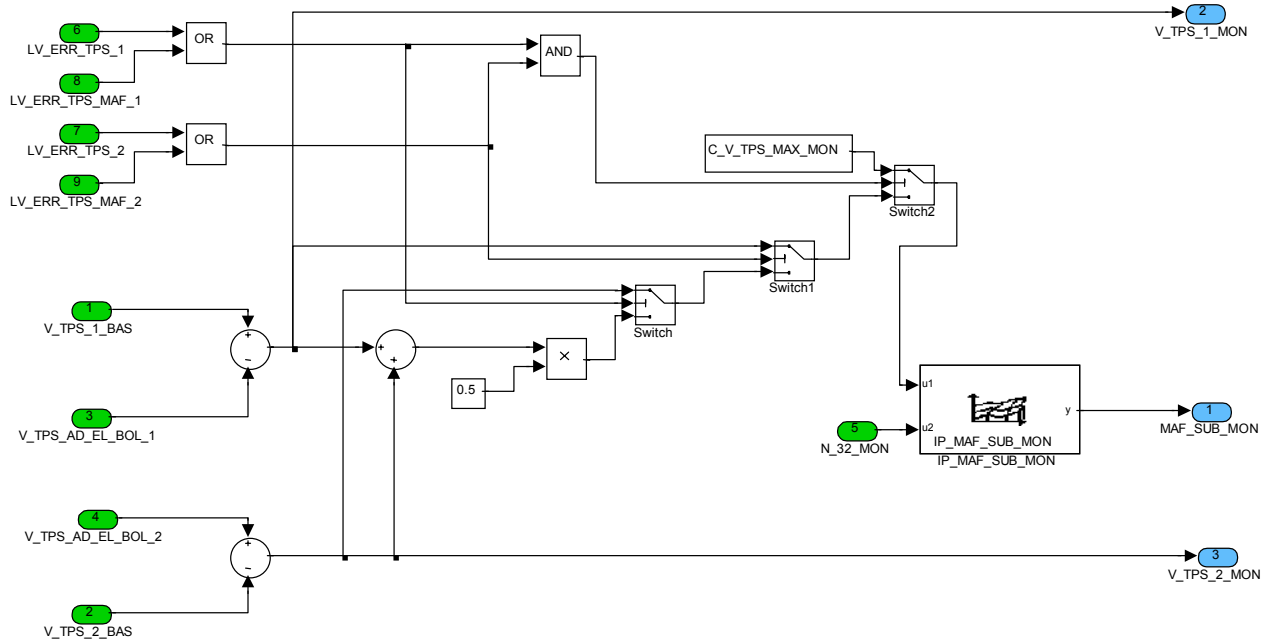 6
LV_ERR_TPS_1
OR
8
LV_ERR_TPS_MAF_1
AND
2
V_TPS_1_MON
7
LV_ERR_TPS_2
OR
9
LV_ERR_TPS_MAF_2
C_V_TPS_MAX_MON
Switch2
Switch1
Switch
1
V_TPS_1_BAS
+
−
+
+
×
0.5
3
V_TPS_AD_EL_BOL_1
u1
u2
y
IP_MAF_SUB_MON
IP_MAF_SUB_MON
5
N_32_MON
1
MAF_SUB_MON
4
V_TPS_AD_EL_BOL_2
+
−
2
V_TPS_2_BAS
3
V_TPS_2_MON